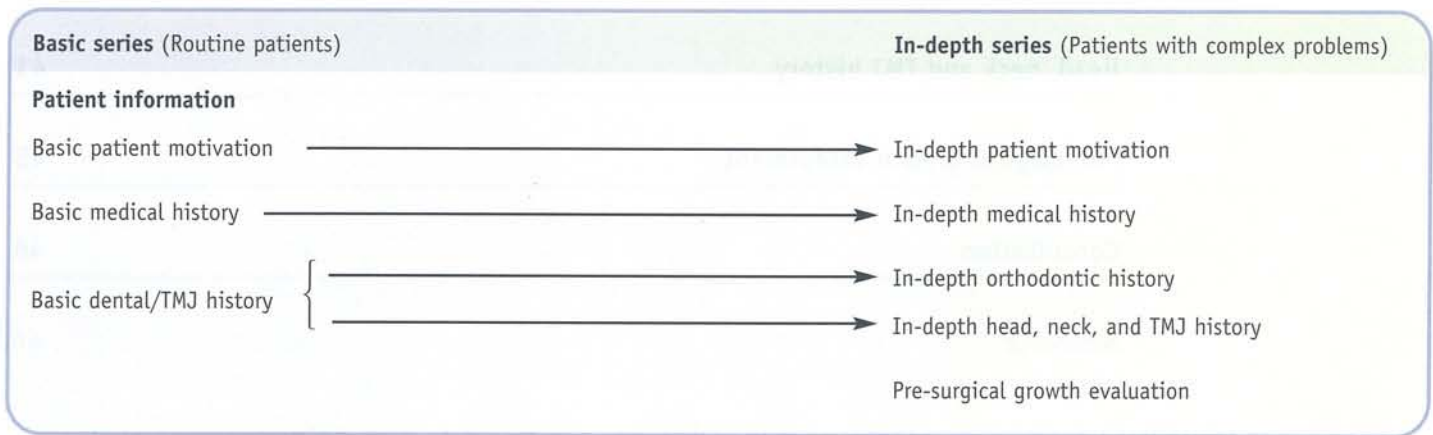 Basic series (Routine patients) In-depth series (Patients with complex problems)
Patient information
Basic patient motivation In-depth patient motivation
Basic medical history In-depth medical history
In-depth orthodontic history
Basic dental/TMJ history
In-depth head, neck, and TMJ history
Pre-surgical growth evaluation